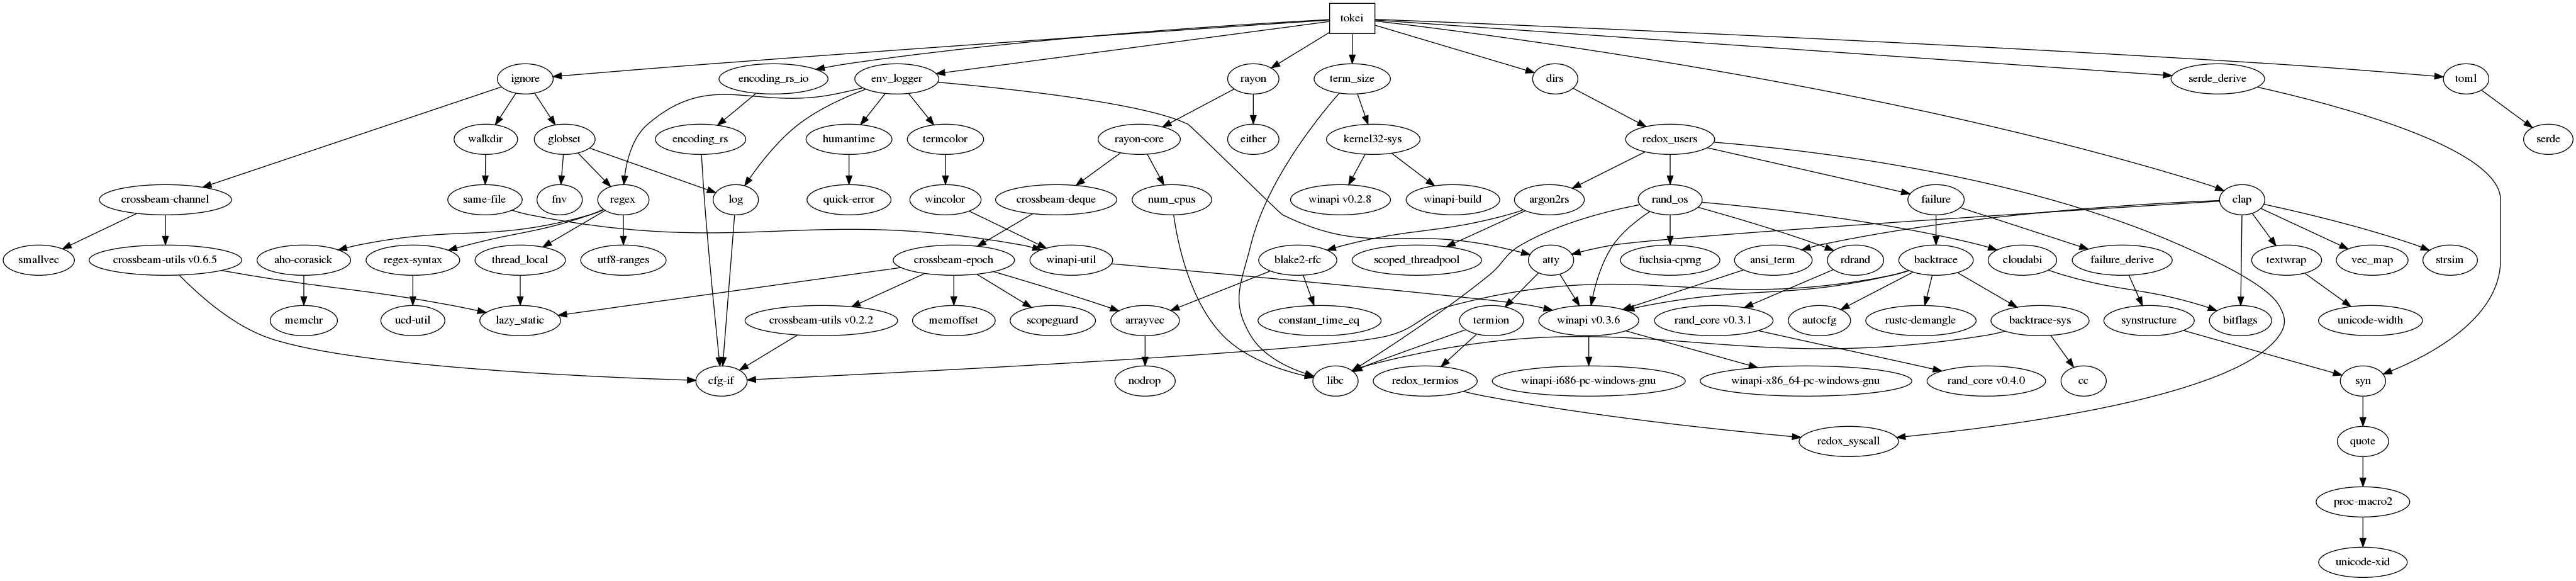 tokei
ignore
encoding_rs_io
env_logger
rayon
term_size
dirs
serde_derive
toml
walkdir
globset
encoding_rs
humantime
termcolor
rayon-core
either
kernel32-sys
redox_users
serde
crossbeam-channel
same-file
fnv
regex
log
quick-error
wincolor
crossbeam-deque
num_cpus
winapi v0.2.8
winapi-build
argon2rs
rand_os
failure
clap
smallvec
crossbeam-utils v0.6.5
aho-corasick
regex-syntax
thread_local
utf8-ranges
crossbeam-epoch
winapi-util
blake2-rfc
scoped_threadpool
atty
fuchsia-cprng
ansi_term
rdrand
backtrace
cloudabi
failure_derive
textwrap
vec_map
strsim
memchr
ucd-util
lazy_static
crossbeam-utils v0.2.2
memoffset
scopeguard
arrayvec
constant_time_eq
termion
winapi v0.3.6
rand_core v0.3.1
autocfg
rustc-demangle
backtrace-sys
synstructure
bitflags
unicode-width
cfg-if
nodrop
libc
redox_termios
winapi-i686-pc-windows-gnu
winapi-x86_64-pc-windows-gnu
rand_core v0.4.0
cc
syn
redox_syscall
quote
proc-macro2
unicode-xid